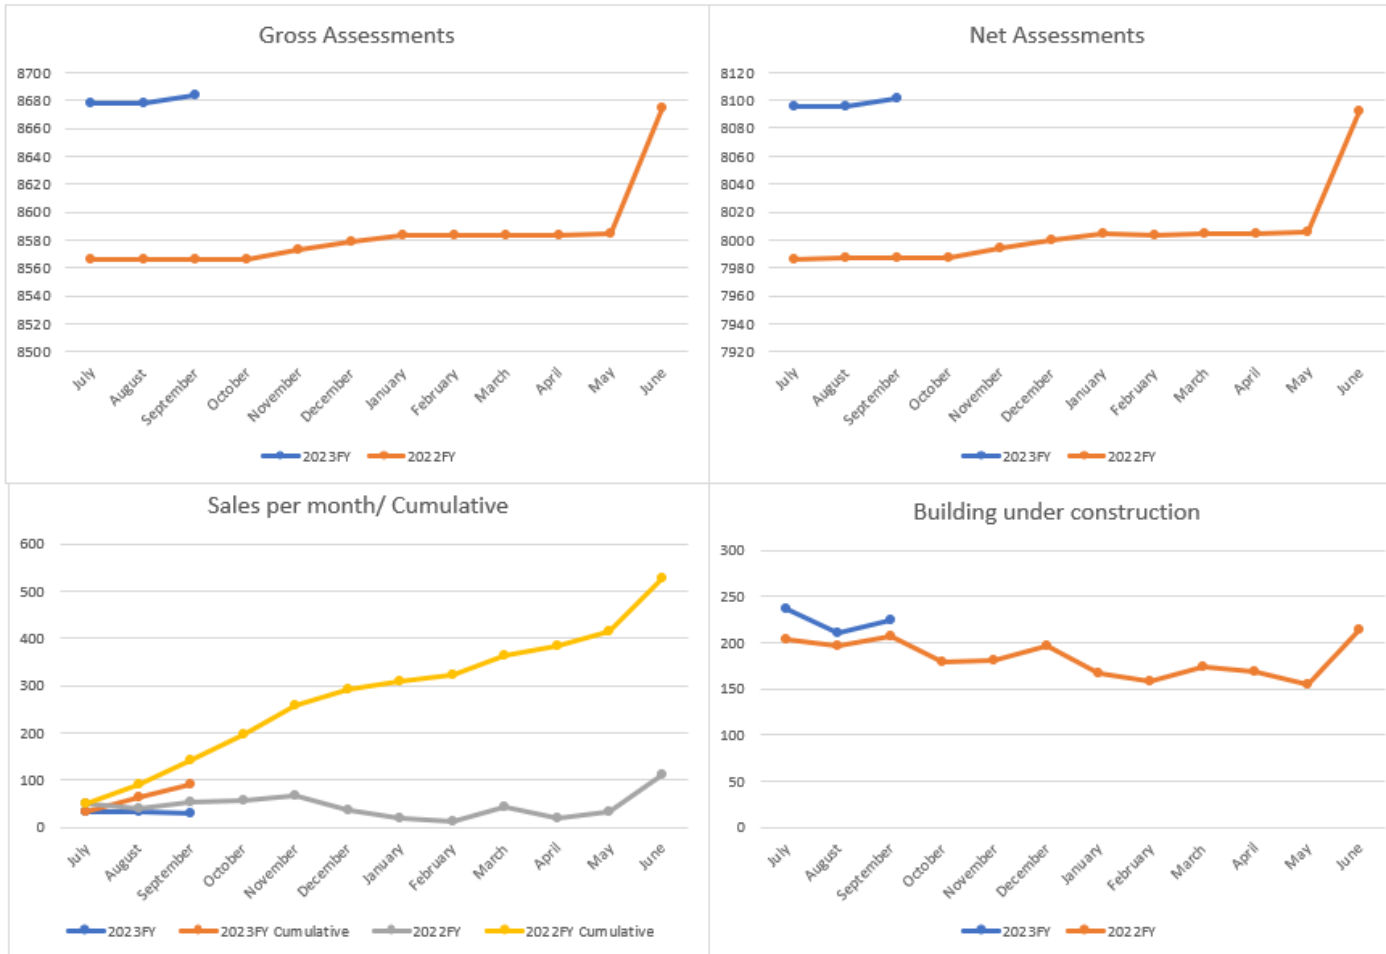 Gross Assessments
8700
8680
8660
8640
8620
8600
8580
8560
8540
8520
8500
July
August
September
October
November
December
January
February
March
April
May
June
2023FY 2022FY
Net Assessments
8120
8100
8080
8060
8040
8020
8000
7980
7960
7940
7920
July
August
September
October
November
December
January
February
March
April
May
June
2023FY 2022FY
Sales per month/ Cumulative
600
500
400
300
200
100
0
July
August
September
October
November
December
January
February
March
April
May
June
2023FY 2023FY Cumulative 2022FY 2022FY Cumulative
Building under construction
300
250
200
150
100
50
0
July
August
September
October
November
December
January
February
March
April
May
June
2023FY 2022FY